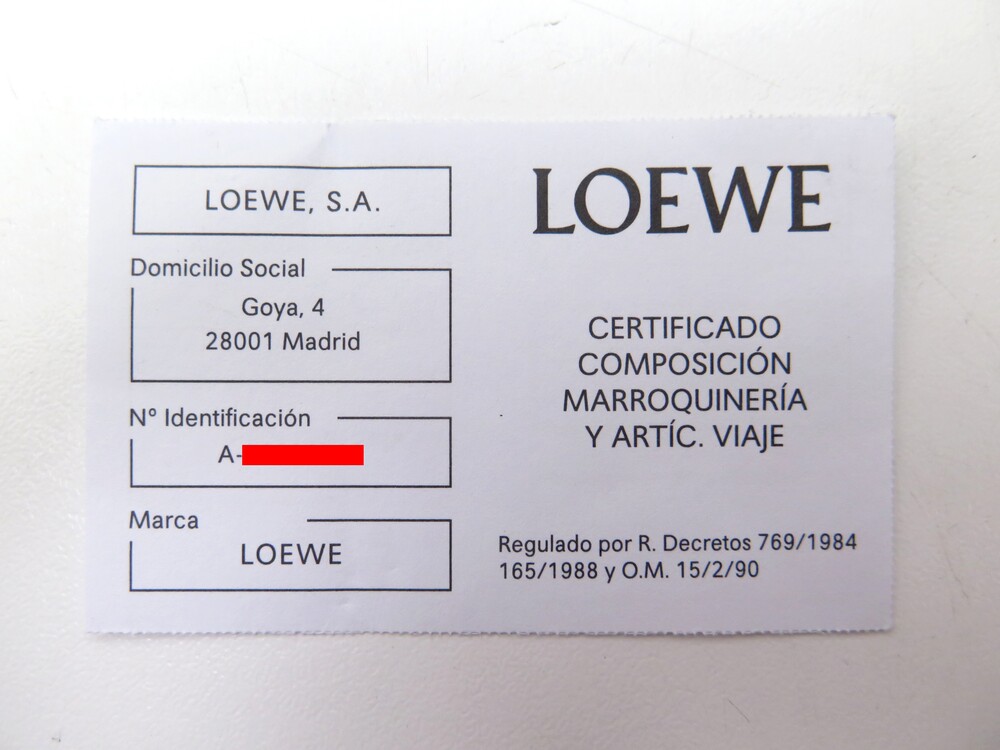 LOEWE, S.A.
Domicilio Social
Goya, 4
28001 Madrid
Nº Identificación
A-
Marca
LOEWE
LOEWE
CERTIFICADO
COMPOSICIÓN
MARROQUINERÍA
Y ARTÍC. VIAJE
Regulado por R. Decretos 769/1984
165/1988 y O.M. 15/2/90